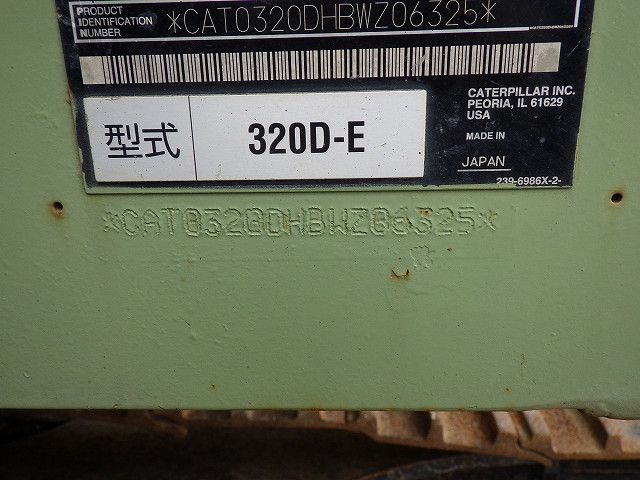 PRODUCT
IDENTIFICATION
NUMBER
*CAT0320DHBWZ06325*
CATERPILLAR INC.
PEORIA, IL 61629
USA
MADE IN
JAPAN
型式 320D-E
239-6986X-2-
*CAT0320DHBWZ06325*